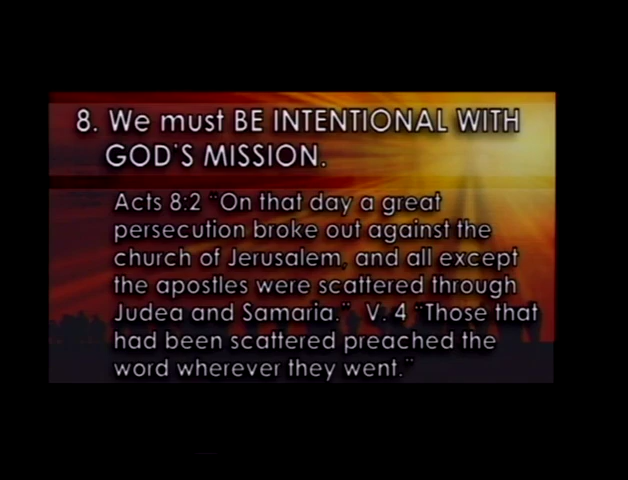 8. We must BE INTENTIONAL WITH
GOD'S MISSION.
Acts 8:2 "On that day a great
persecution broke out against the
church of Jerusalem, and all except
the apostles were scattered through
Judea and Samaria." V. 4 "Those that
had been scattered preached the
word wherever they went."